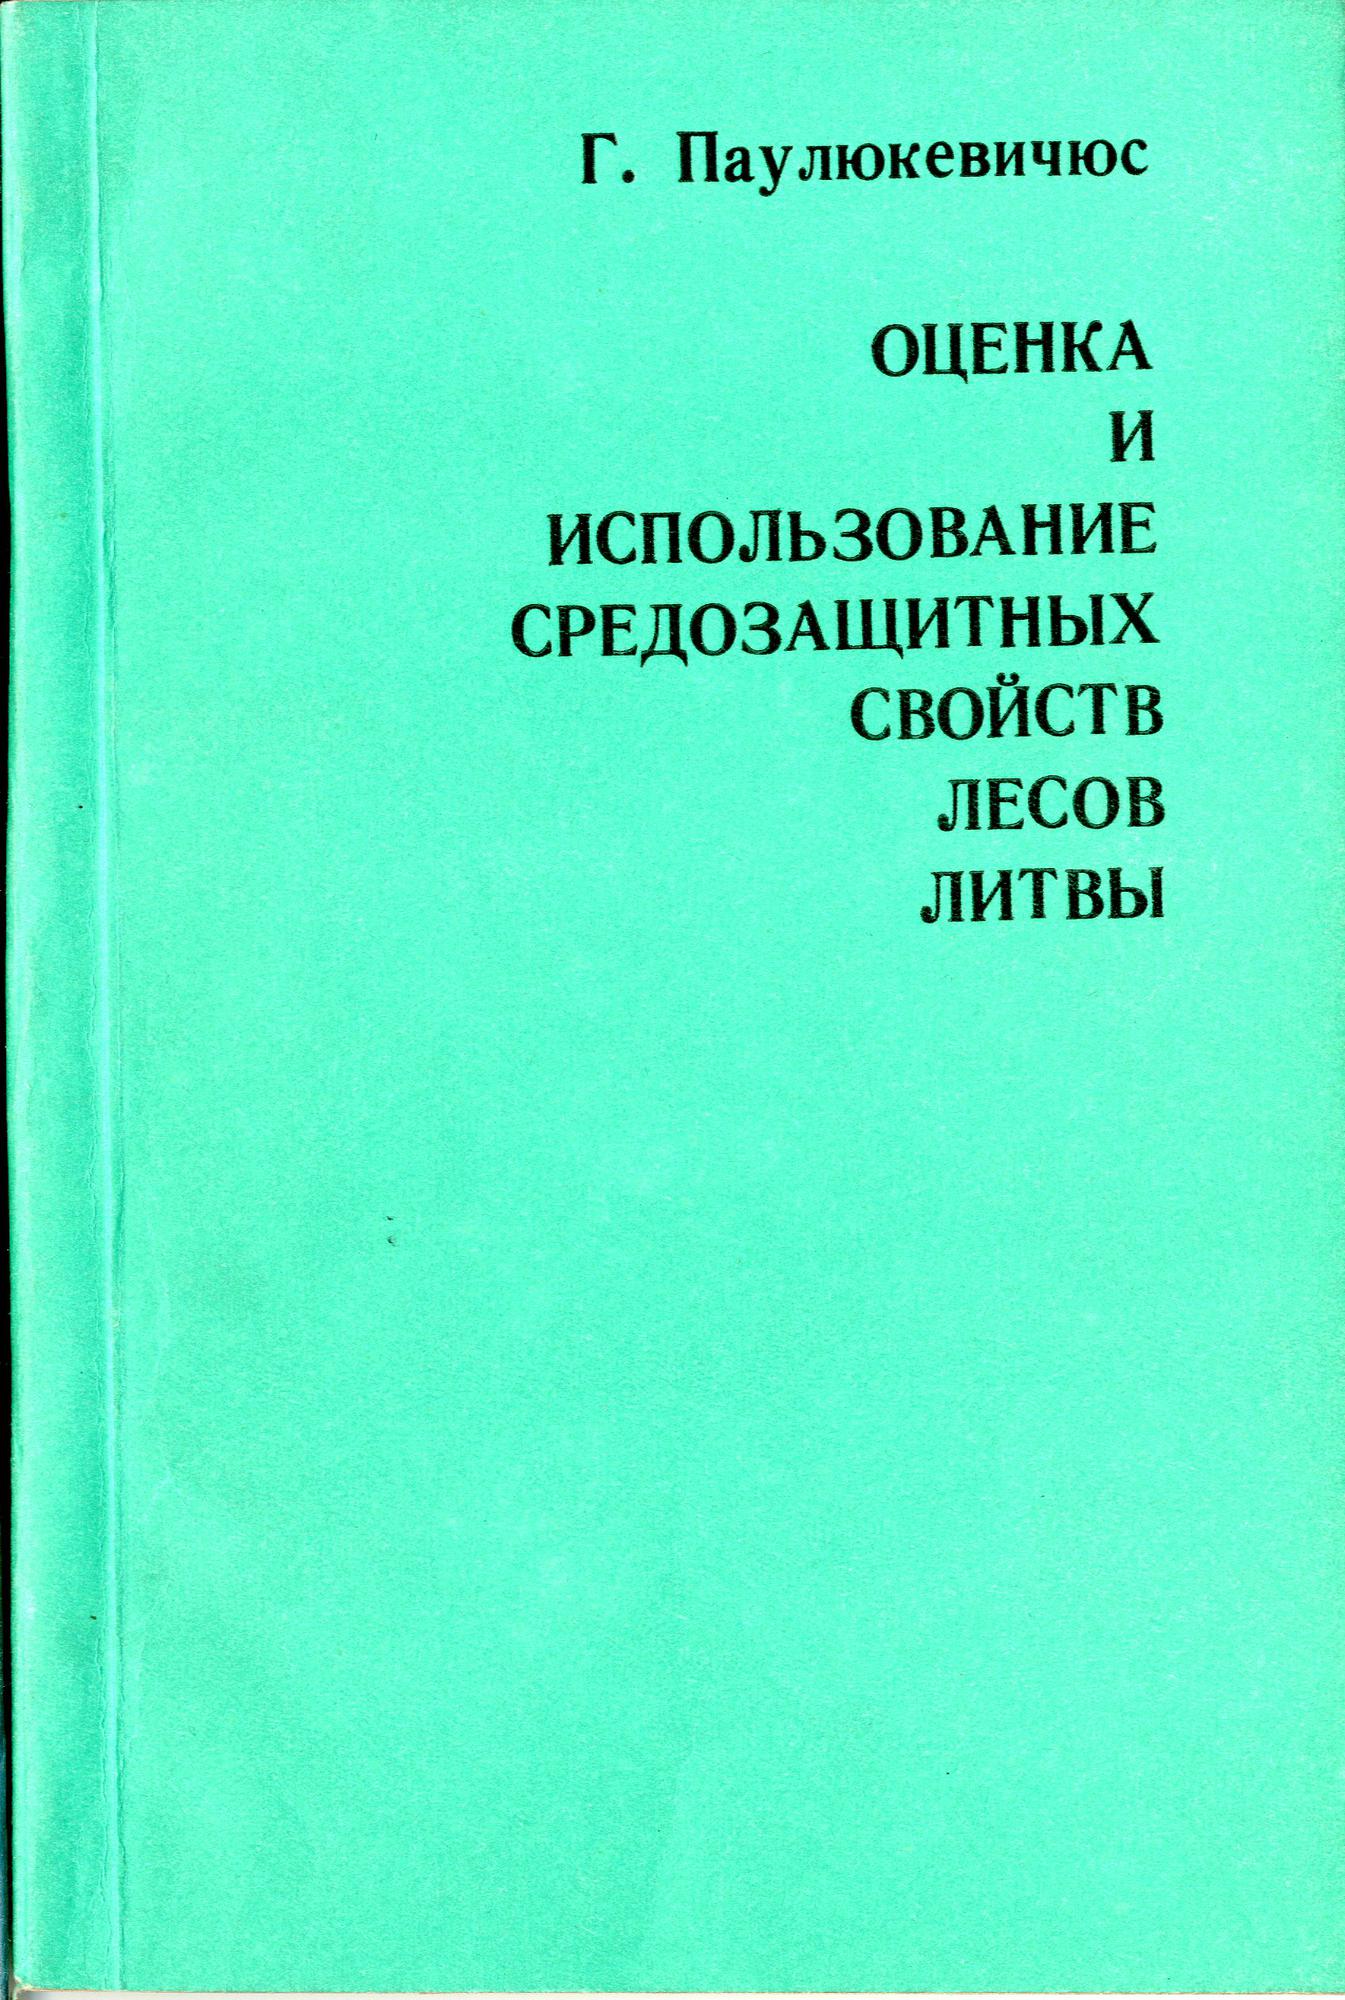 Г. Паулюкевичюс
ОЦЕНКА
И
ИСПОЛЬЗОВАНИЕ
СРЕДОЗАЩИТНЫХ
СВОЙСТВ
ЛЕСОВ
ЛИТВЫ